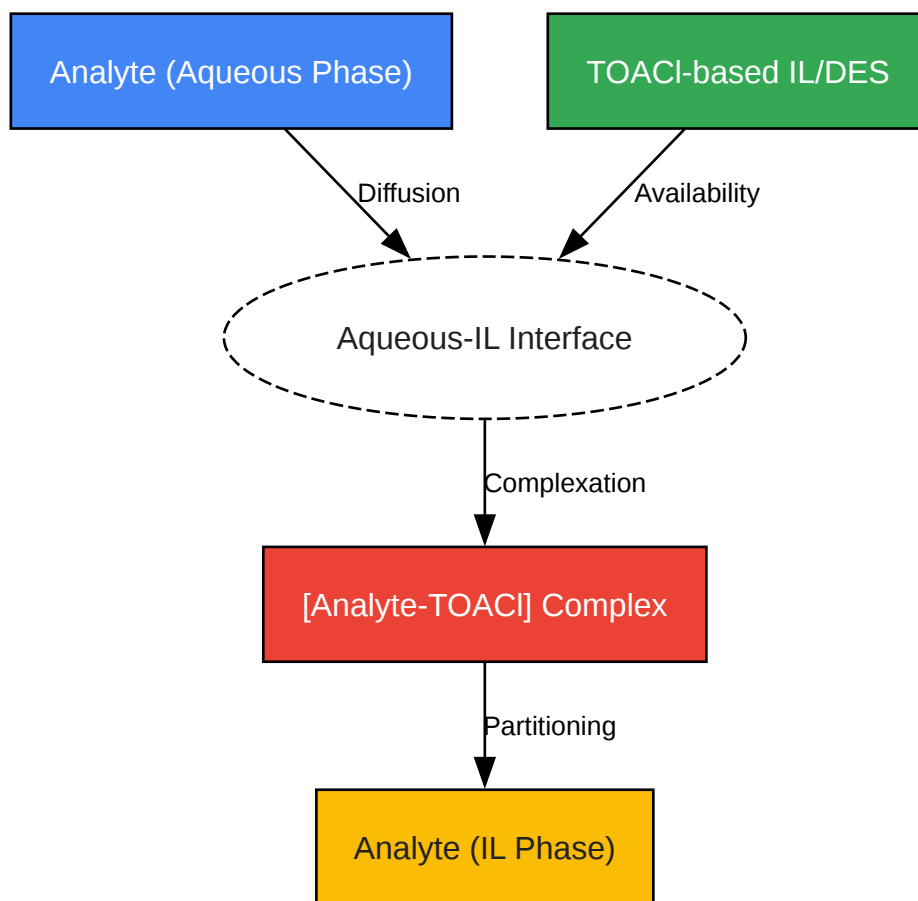 Analyte (Aqueous Phase)
TOACl-based IL/DES
Diffusion
Availability
Aqueous-IL Interface
Complexation
[Analyte-TOACl] Complex
Partitioning
Analyte (IL Phase)